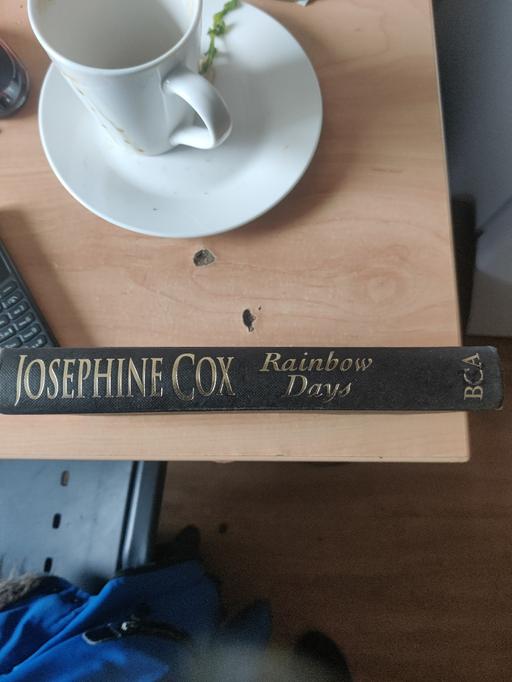 JOSEPHINE COX
Rainbow
Days
BCA